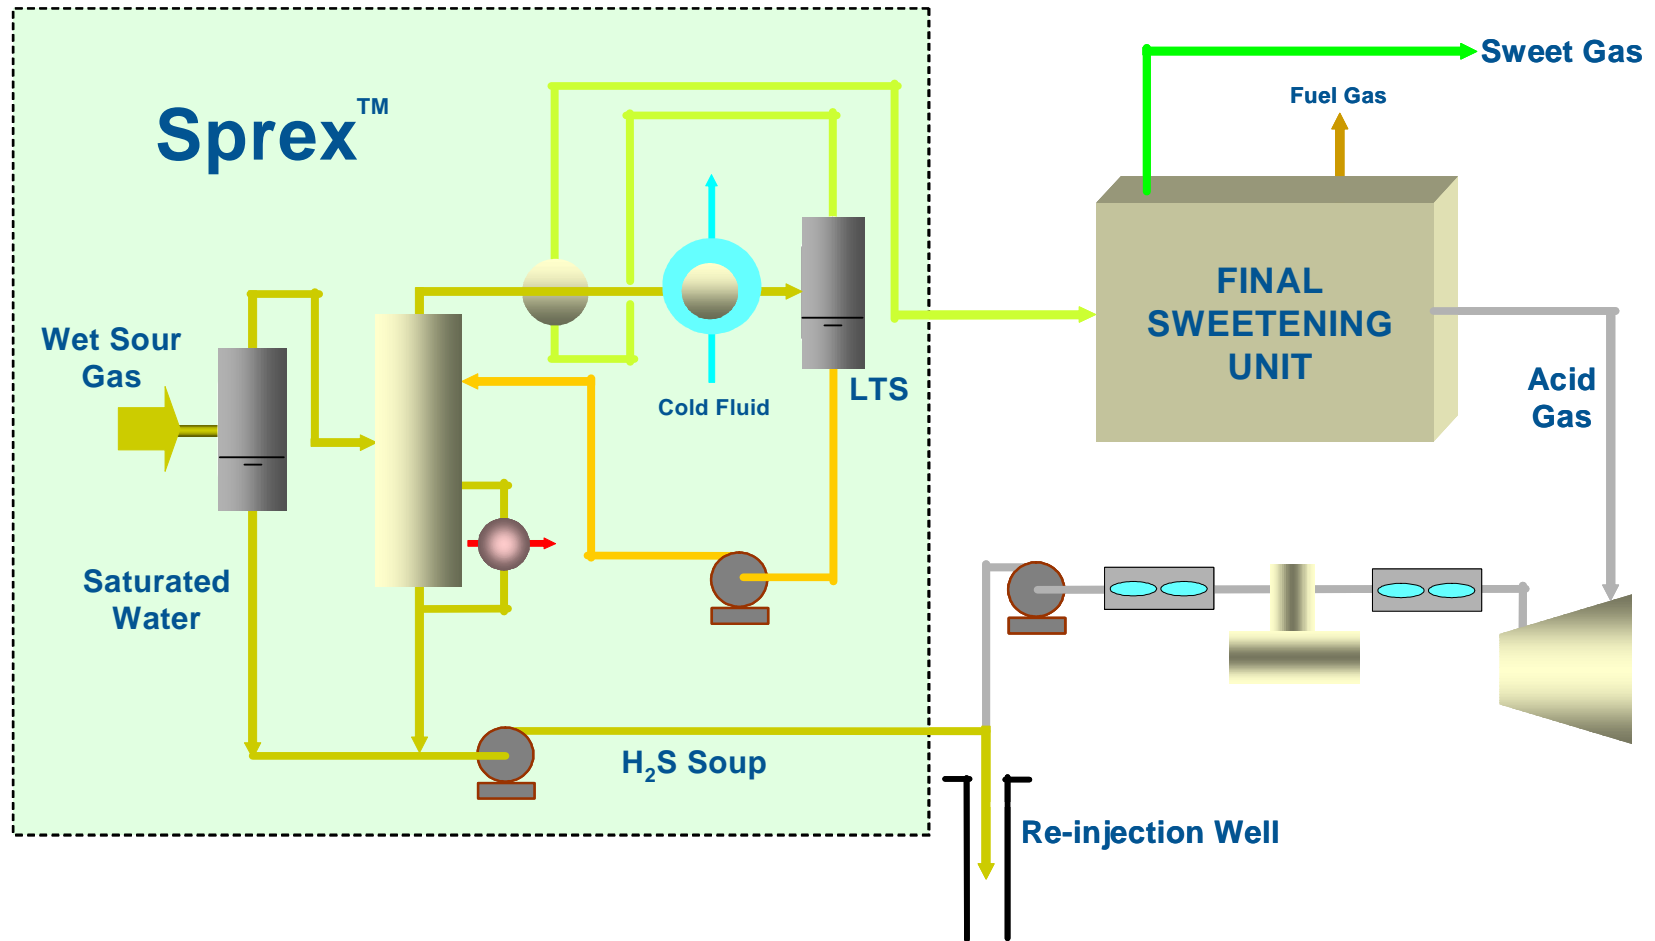 Sprex™
Sweet Gas
Fuel Gas
FINAL
SWEETENING
UNIT
Wet Sour
Gas
LTS
Cold Fluid
Acid
Gas
Saturated
Water
H₂S Soup
Re-injection Well